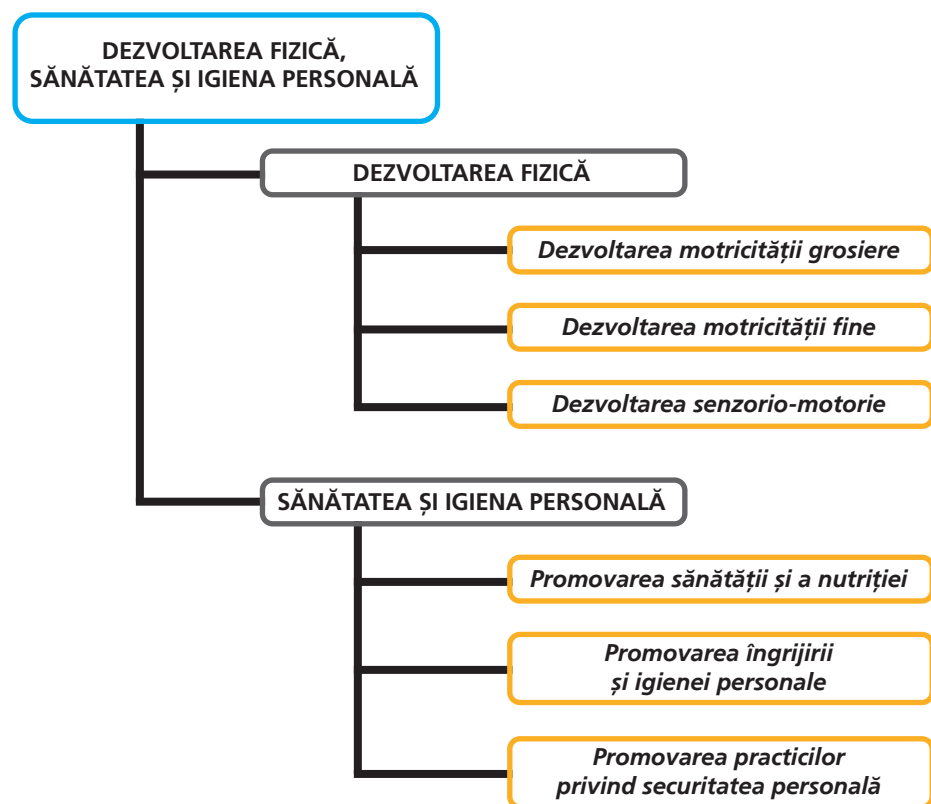 DEZVOLTAREA FIZICĂ,
SĂNĂTATEA ȘI IGIENA PERSONALĂ
DEZVOLTAREA FIZICĂ
Dezvoltarea motricității grosiere
Dezvoltarea motricității fine
Dezvoltarea senzorio-motorie
SĂNĂTATEA ȘI IGIENA PERSONALĂ
Promovarea sănătății și a nutriției
Promovarea îngrijirii
și igienei personale
Promovarea practicilor
privind securitatea personală